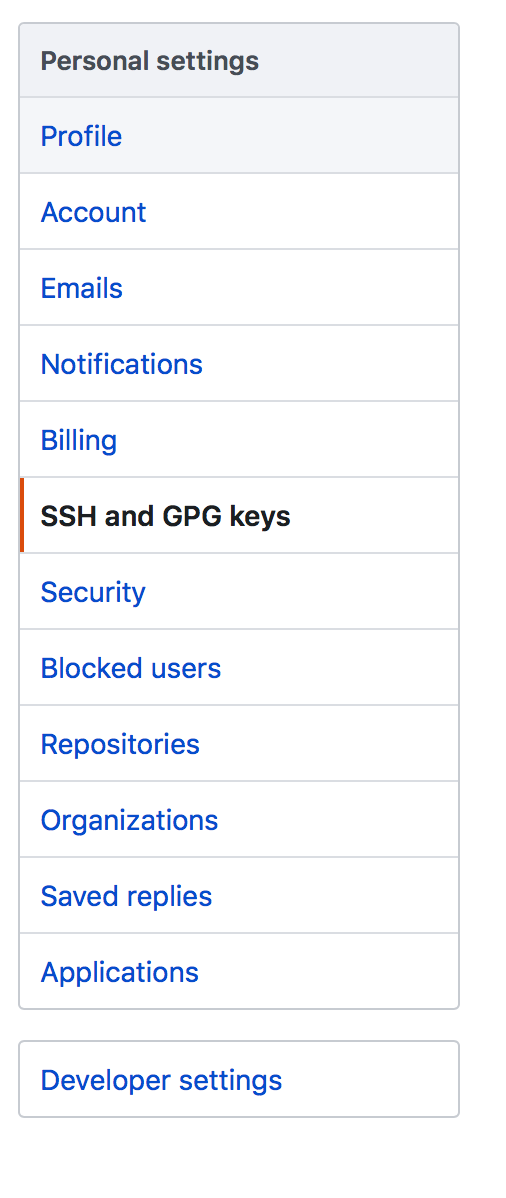 Personal settings
Profile
Account
Emails
Notifications
Billing
SSH and GPG keys
Security
Blocked users
Repositories
Organizations
Saved replies
Applications
Developer settings